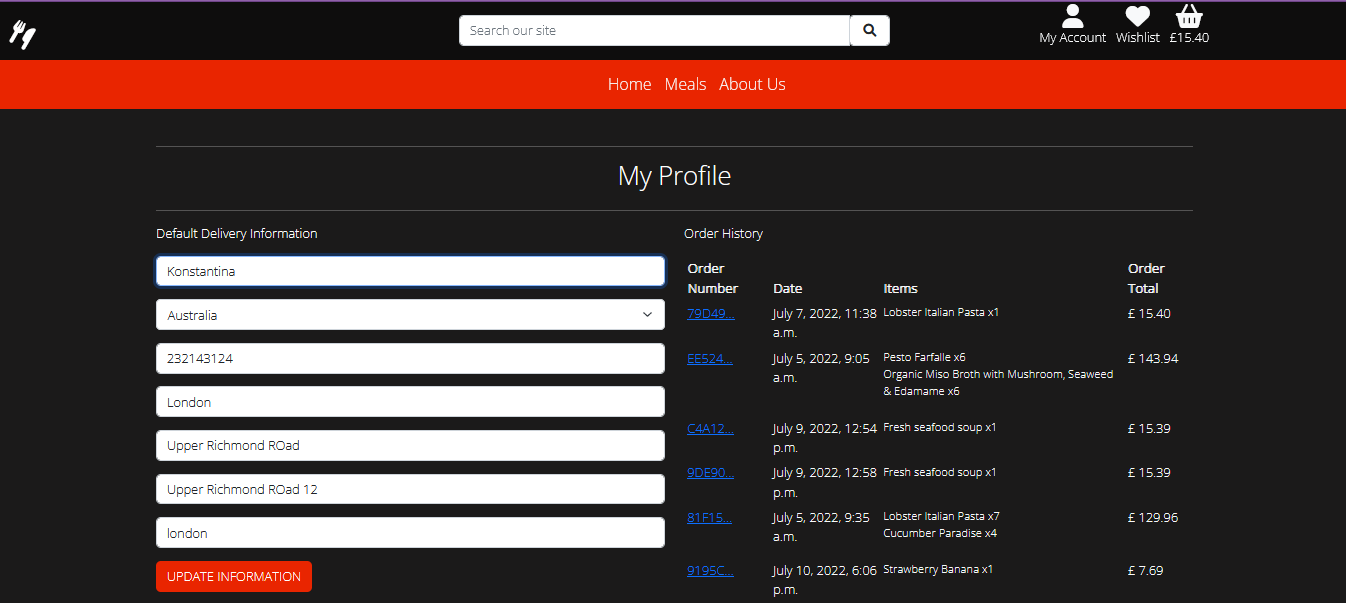 Search our site
My Account Wishlist £15.40
Home Meals About Us
My Profile
Default Delivery Information
Konstantina
Australia
232143124
London
Upper Richmond ROad
Upper Richmond ROad 12
london
UPDATE INFORMATION
Order History
Order
Number Date Items Order
Total
79D49... July 7, 2022, 11:38
a.m. Lobster Italian Pasta x1 £ 15.40
EE524... July 5, 2022, 9:05
a.m. Pesto Farfalle x6
Organic Miso Broth with Mushroom, Seaweed
& Edamame x6 £ 143.94
C4A12... July 9, 2022, 12:54
p.m. Fresh seafood soup x1 £ 15.39
9DE90... July 9, 2022, 12:58
p.m. Fresh seafood soup x1 £ 15.39
81F15... July 5, 2022, 9:35
a.m. Lobster Italian Pasta x7
Cucumber Paradise x4 £ 129.96
9195C... July 10, 2022, 6:06
p.m. Strawberry Banana x1 £ 7.69